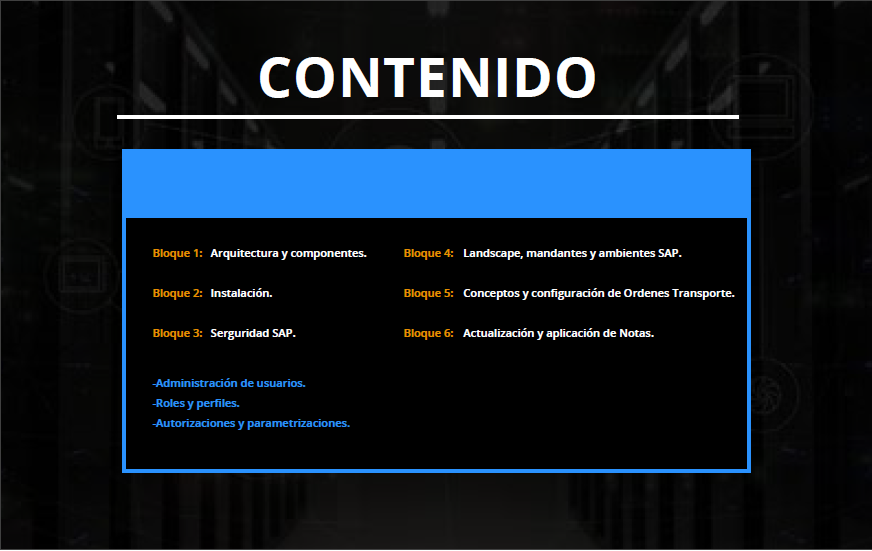 CONTENIDO
Bloque 1: Arquitectura y componentes.
Bloque 2: Instalación.
Bloque 3: Serguridad SAP.
-Administración de usuarios.
-Roles y perfiles.
-Autorizaciones y parametrizaciones.
Bloque 4: Landscape, mandantes y ambientes SAP.
Bloque 5: Conceptos y configuración de Ordenes Transporte.
Bloque 6: Actualización y aplicación de Notas.